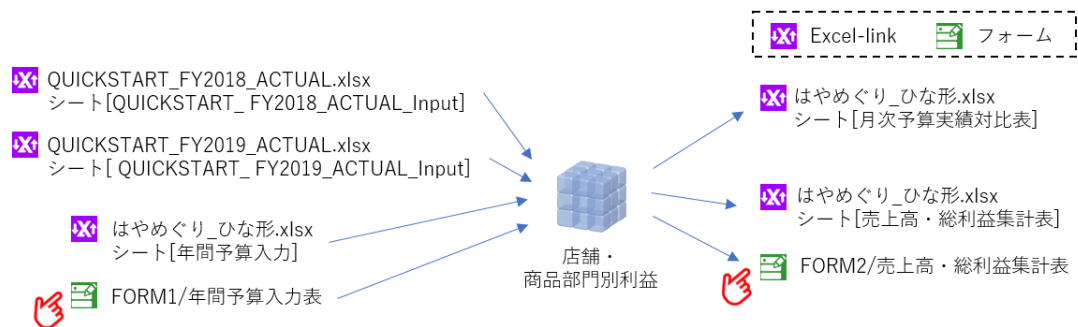 Excel-link
フォーム
QUICKSTART_FY2018_ACTUAL.xlsx
シート[QUICKSTART_ FY2018_ACTUAL_Input]
QUICKSTART_FY2019_ACTUAL.xlsx
シート[ QUICKSTART_ FY2019_ACTUAL_Input]
はやめぐり_ひな形.xlsx
シート[年間予算入力]
FORM1/年間予算入力表
店舗・
商品部門別利益
はやめぐり_ひな形.xlsx
シート[月次予算実績対比表]
はやめぐり_ひな形.xlsx
シート[売上高・総利益集計表]
FORM2/売上高・総利益集計表